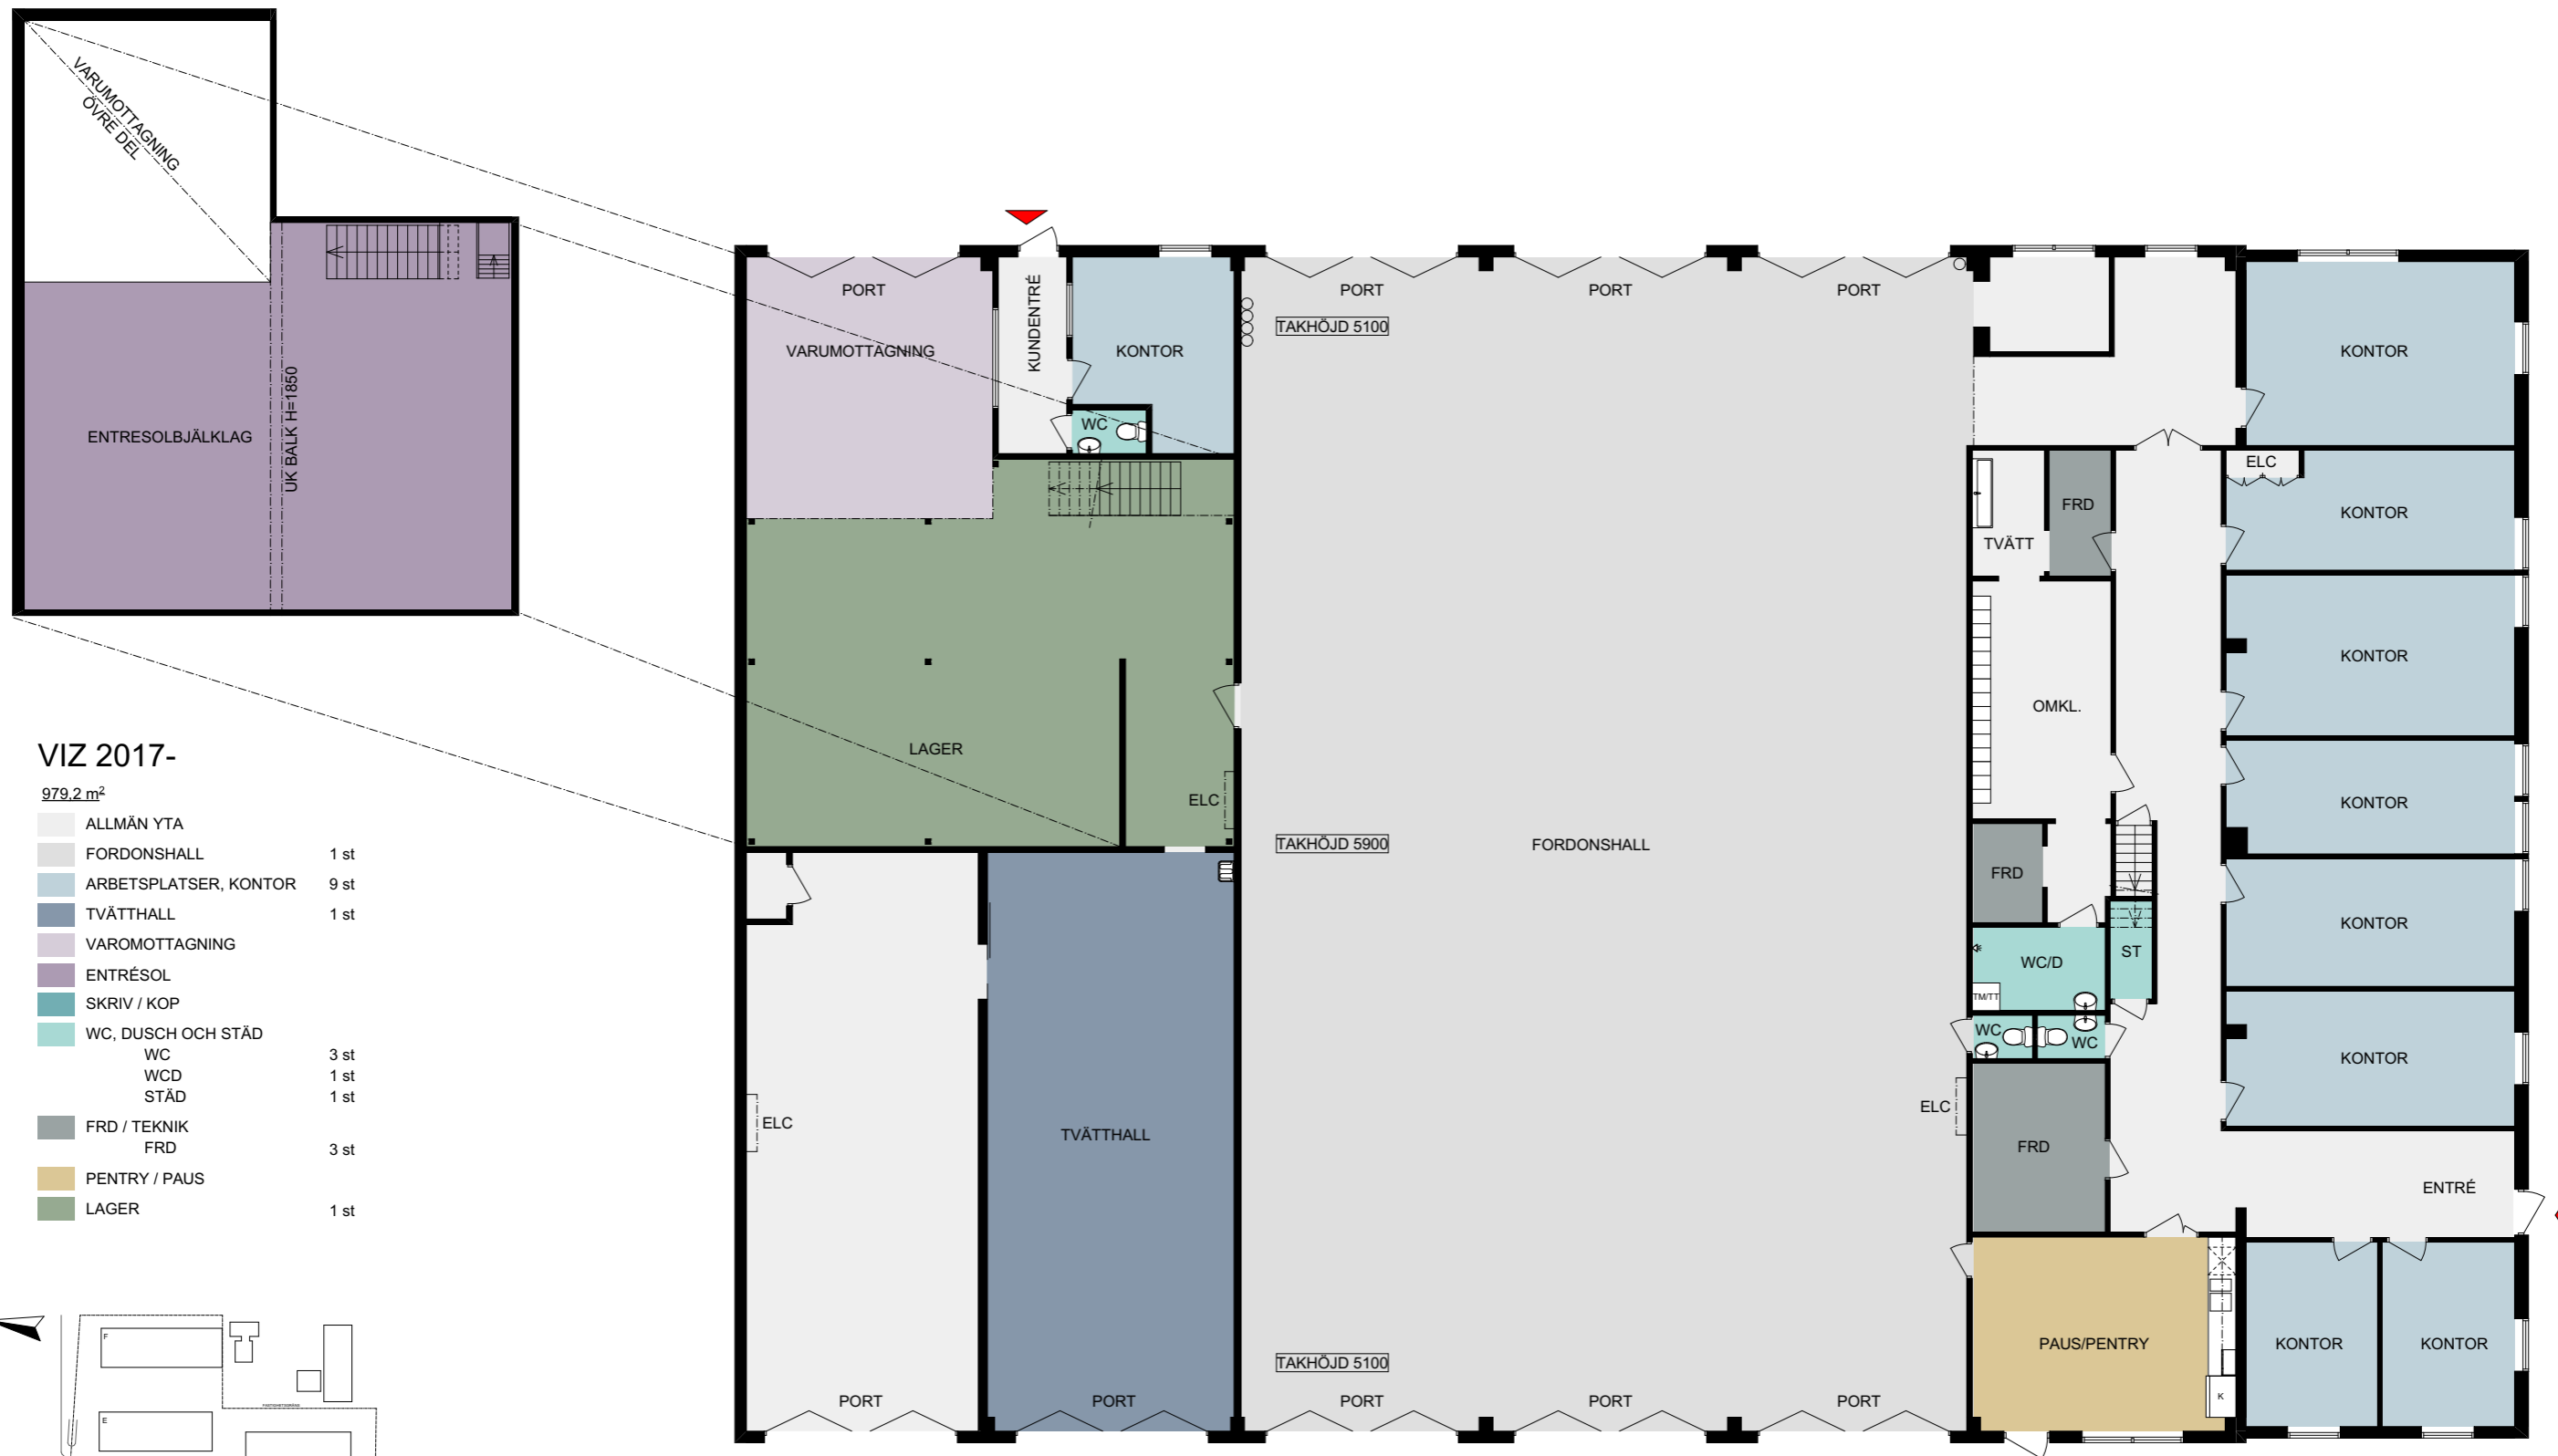 VARUMOTTAGNING
ÖVRE DEL
ENTRESOLBJÄLKLAG
UK BALK H=1850
PORT
VARUMOTTAGNING
KUNDENTRÉ
KONTOR
WC
PORT
PORT
PORT
TAKHÖJD 5100
KONTOR
ELC
KONTOR
FRD
TVÄTT
KONTOR
OMKL.
LAGER
ELC
KONTOR
TAKHÖJD 5900
FORDONSHALL
FRD
KONTOR
WC/D
ST
TM/TT
WC
WC
KONTOR
ELC
ELC
TVÄTTHALL
FRD
ENTRÉ
PAUS/PENTRY
KONTOR
KONTOR
K
TAKHÖJD 5100
PORT
PORT
PORT
PORT
PORT
VIZ 2017-
979,2 m²
ALLMÄN YTA
FORDONSHALL 1 st
ARBETSPLATSER, KONTOR 9 st
TVÄTTHALL 1 st
VAROMOTTAGNING
ENTRÉSOL
SKRIV / KOP
WC, DUSCH OCH STÄD
WC 3 st
WCD 1 st
STÄD 1 st
FRD / TEKNIK
FRD 3 st
PENTRY / PAUS
LAGER 1 st
F
E